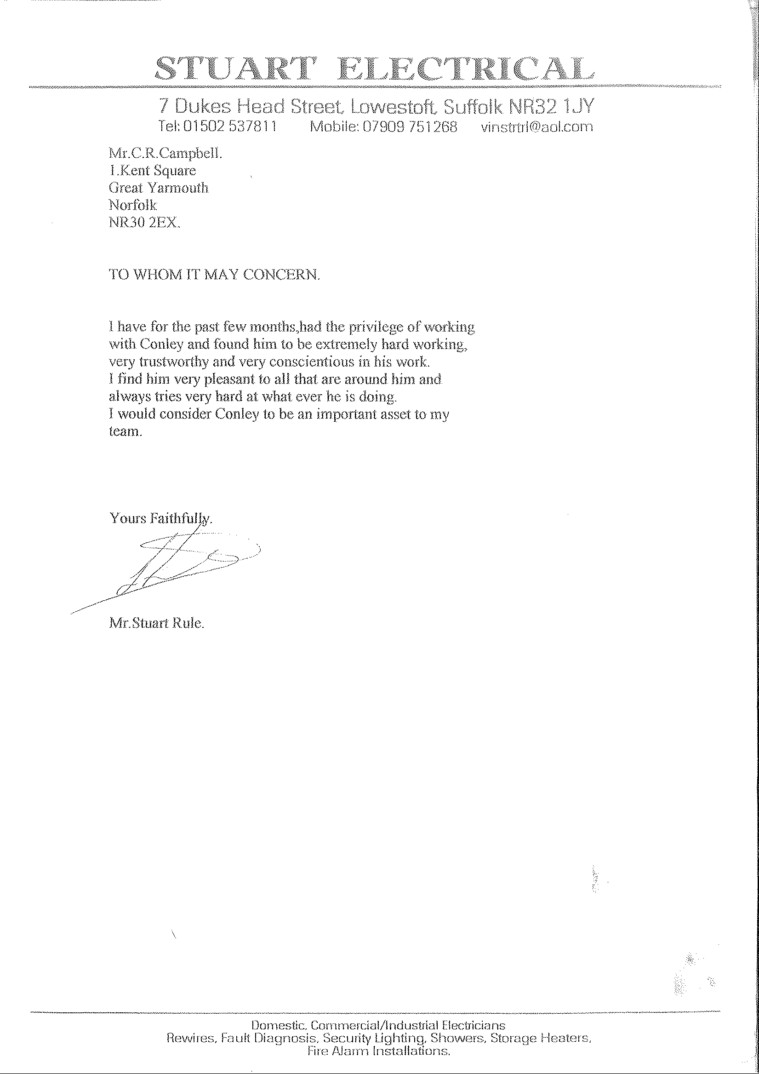 STUART ELECTRICAL
7 Dukes Head Street, Lowestoft, Suffolk NR32 1JY
Tel: 01502 537811 Mobile: 07909 751268 vinstrtrl@aol.com
Mr.C.R.Campbell.
1.Kent Square
Great Yarmouth
Norfolk
NR30 2EX.
TO WHOM IT MAY CONCERN.
I have for the past few months,had the privilege of working
with Conley and found him to be extremely hard working,
very trustworthy and very conscientious in his work.
I find him very pleasant to all that are around him and
always tries very hard at what ever he is doing.
I would consider Conley to be an important asset to my
team.
Yours Faithfully.
Mr.Stuart Rule.
Domestic, Commercial/Industrial Electricians
Rewires, Fault Diagnosis, Security Lighting, Showers, Storage Heaters,
Fire Alarm Installations.